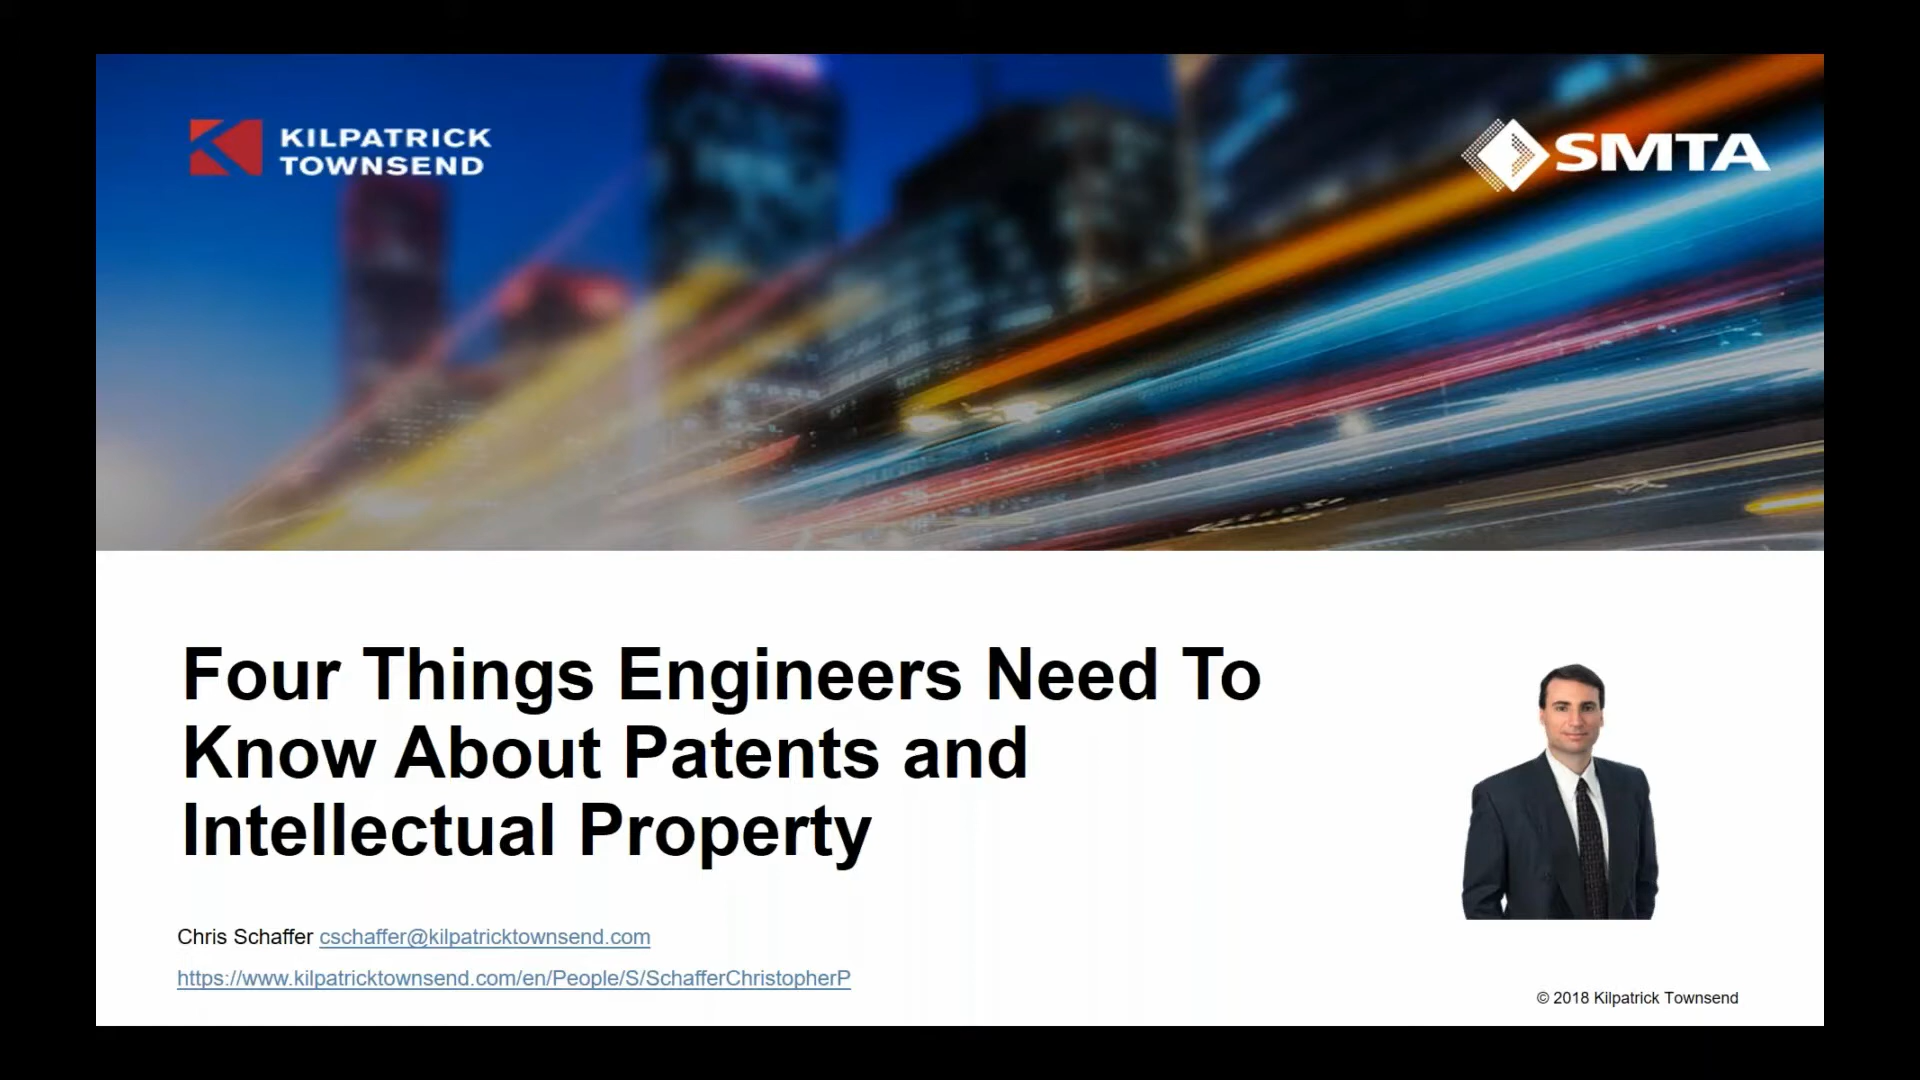 KILPATRICK
TOWNSEND
SMTA
Four Things Engineers Need To
Know About Patents and
Intellectual Property
Chris Schaffer cschaffer@kilpatricktownsend.com
https://www.kilpatricktownsend.com/en/People/S/SchafferChristopherP
© 2018 Kilpatrick Townsend